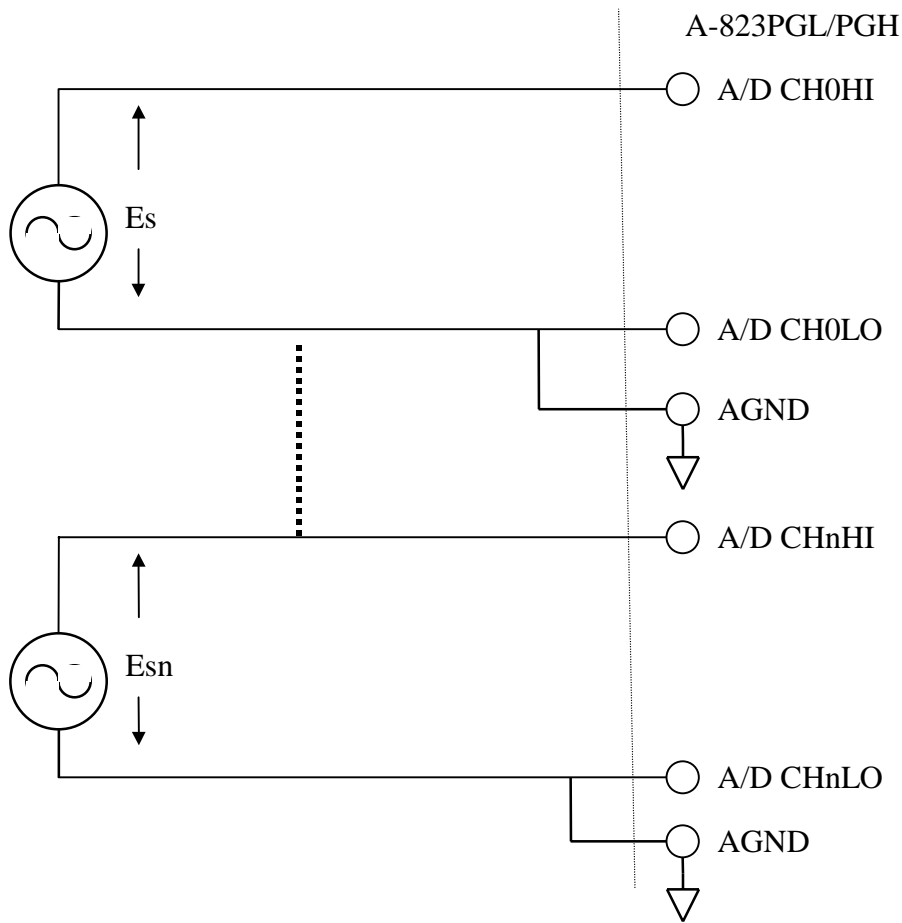 A-823PGL/PGH
A/D CH0HI
Es
A/D CH0LO
AGND
A/D CHnHI
Esn
A/D CHnLO
AGND